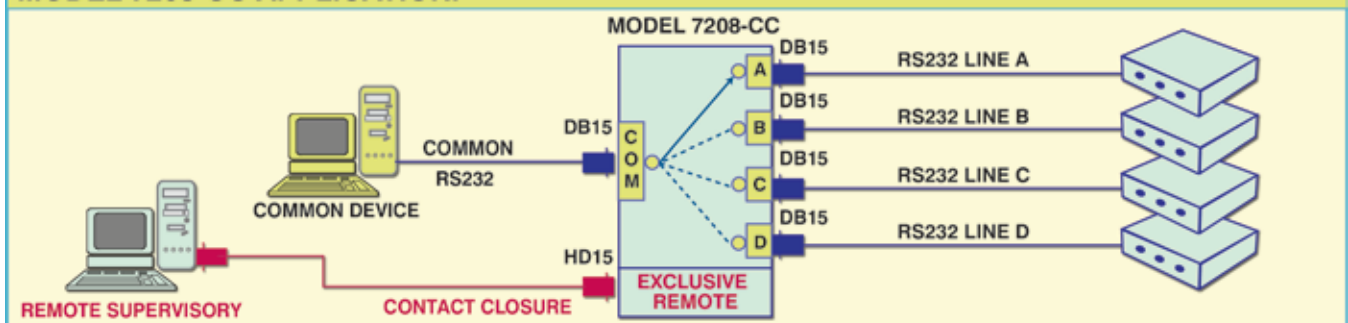 MODEL 7208-CC
DB15
RS232 LINE A
A
DB15
RS232 LINE B
B
DB15
COM
COMMON
RS232
DB15
RS232 LINE C
C
COMMON DEVICE
DB15
RS232 LINE D
D
HD15
EXCLUSIVE
REMOTE
CONTACT CLOSURE
REMOTE SUPERVISORY